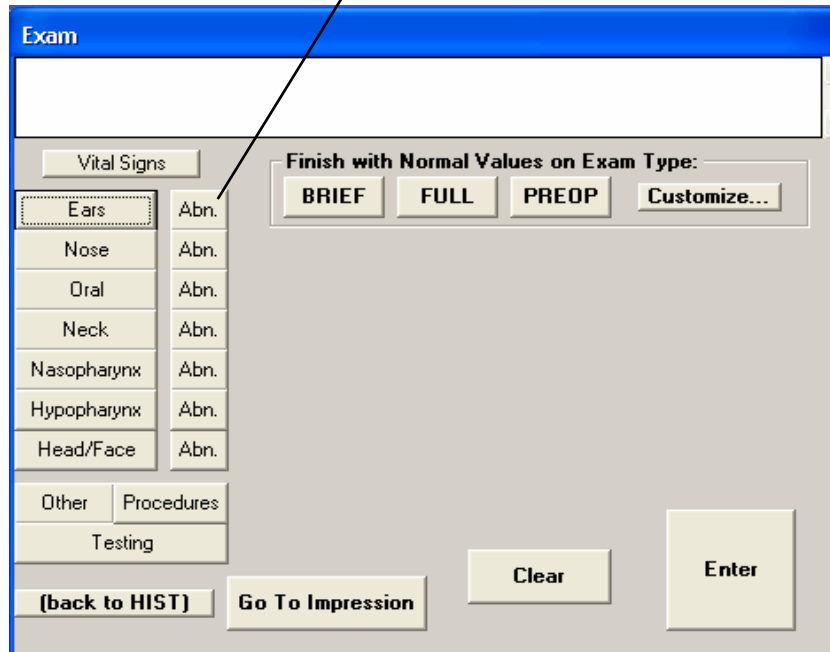 Exam
Vital Signs
Finish with Normal Values on Exam Type:
BRIEF FULL PREOP Customize...
Ears Abn.
Nose Abn.
Oral Abn.
Neck Abn.
Nasopharynx Abn.
Hypopharynx Abn.
Head/Face Abn.
Other Procedures
Testing
Clear Enter
(back to HIST) Go To Impression